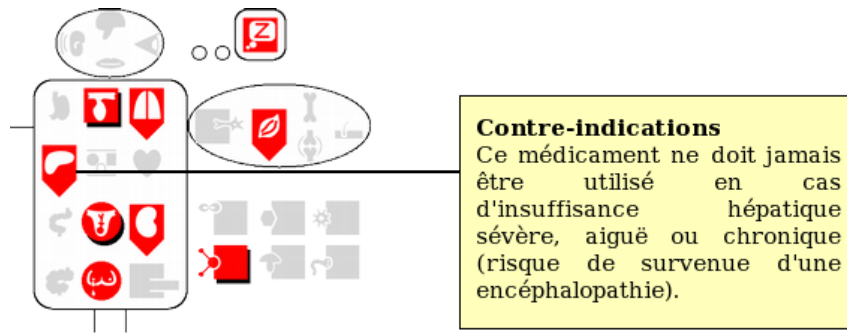 Z
Contre-indications
Ce médicament ne doit jamais
être utilisé en cas
d'insuffisance hépatique
sévère, aiguë ou chronique
(risque de survenue d'une
encéphalopathie).